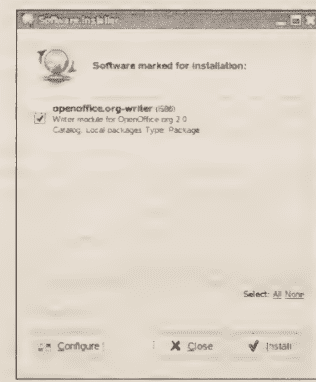 Software Installer
Software marked for installation:
openoffice.org-writer (i586)
Writer module for OpenOffice.org 2.0
Catalog: Local packages Type: Package
Select: All None
Configure
Close
Install